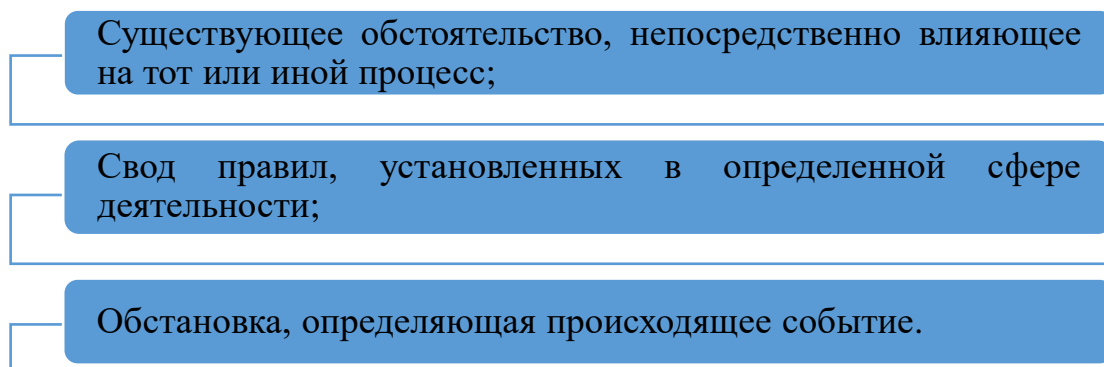 Существующее обстоятельство, непосредственно влияющее
на тот или иной процесс;
Свод правил, установленных в определенной сфере
деятельности;
Обстановка, определяющая происходящее событие.